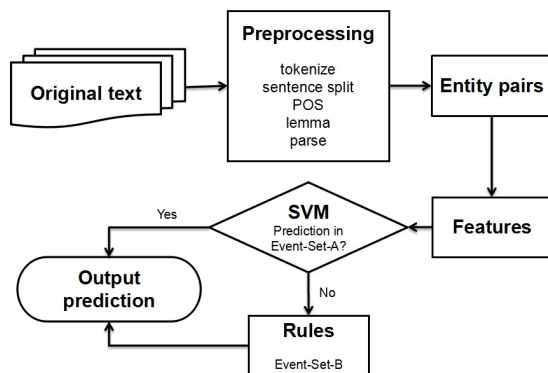 Original text
Preprocessing
tokenize
sentence split
POS
lemma
parse
Entity pairs
Features
SVM
Prediction in
Event-Set-A?
Yes
No
Output
prediction
Rules
Event-Set-B